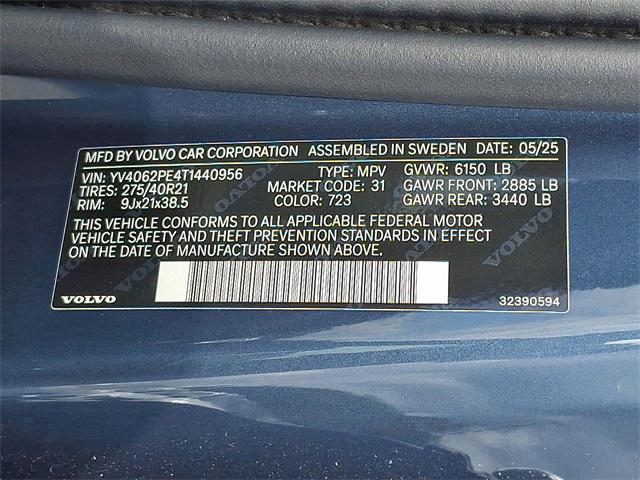 MFD BY VOLVO CAR CORPORATION ASSEMBLED IN SWEDEN DATE: 05/25
VIN: YV4062PE4T1440956 TYPE: MPV GVWR: 6150 LB
TIRES: 275/40R21 MARKET CODE: 31 GAWR FRONT: 2885 LB
RIM: 9Jx21x38.5 COLOR: 723 GAWR REAR: 3440 LB
THIS VEHICLE CONFORMS TO ALL APPLICABLE FEDERAL MOTOR
VEHICLE SAFETY AND THEFT PREVENTION STANDARDS IN EFFECT
ON THE DATE OF MANUFACTURE SHOWN ABOVE.
VOLVO 32390594